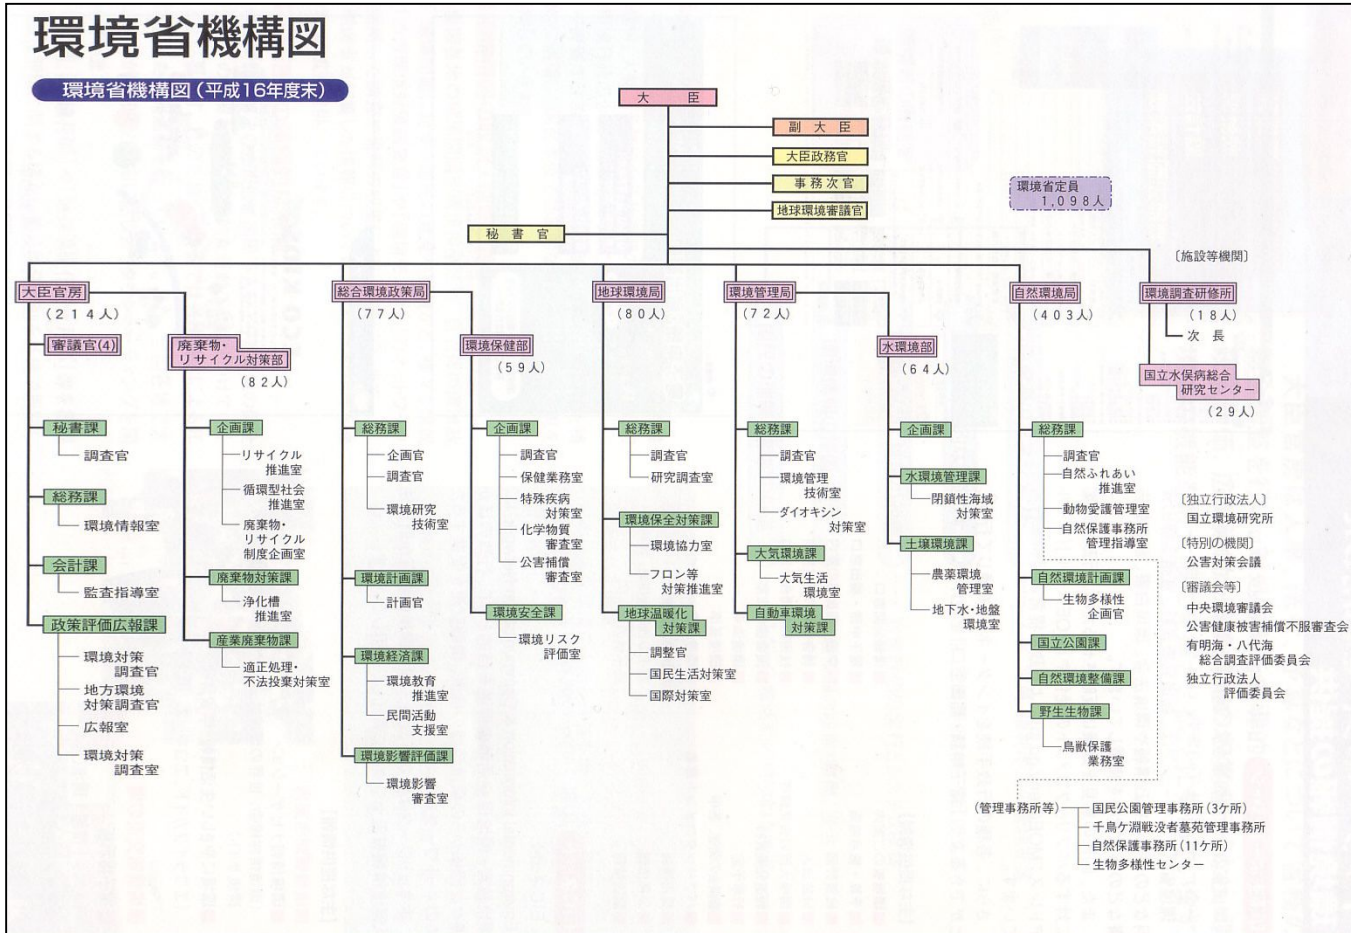 環境省機構図
環境省機構図（平成16年度末）
大臣
副大臣
大臣政務官
事務次官
地球環境審議官
秘書官
環境省定員
1,098人
〔施設等機関〕
大臣官房
（214人）
審議官(4)
秘書課
調査官
総務課
環境情報室
会計課
監査指導室
政策評価広報課
環境対策
調査官
地方環境
対策調査官
広報室
環境対策
調査室
廃棄物・
リサイクル対策部
（82人）
企画課
リサイクル
推進室
循環型社会
推進室
廃棄物・
リサイクル
制度企画室
廃棄物対策課
浄化槽
推進室
産業廃棄物課
適正処理・
不法投棄対策室
総合環境政策局
（77人）
総務課
企画官
調査官
環境研究
技術室
環境計画課
計画官
環境経済課
環境教育
推進室
民間活動
支援室
環境影響評価課
環境影響
審査室
環境保健部
（59人）
企画課
調査官
保健業務室
特殊疾病
対策室
化学物質
審査室
公害補償
審査室
環境安全課
環境リスク
評価室
地球環境局
（80人）
総務課
調査官
研究調査室
環境保全対策課
環境協力室
フロン等
対策推進室
地球温暖化
対策課
調整官
国民生活対策室
国際対策室
環境管理局
（72人）
総務課
調査官
環境管理
技術室
ダイオキシン
対策室
大気環境課
大気生活
環境室
自動車環境
対策課
水環境部
（64人）
企画課
水環境管理課
閉鎖性海域
対策室
土壌環境課
農薬環境
管理室
地下水・地盤
環境室
自然環境局
（403人）
総務課
調査官
自然ふれあい
推進室
動物愛護管理室
自然保護事務所
管理指導室
自然環境計画課
生物多様性
企画官
国立公園課
自然環境整備課
野生生物課
鳥獣保護
業務室
（管理事務所等）
国民公園管理事務所（3ケ所）
千鳥ケ淵戦没者墓苑管理事務所
自然保護事務所（11ケ所）
生物多様性センター
環境調査研修所
（18人）
次長
国立水俣病総合
研究センター
（29人）
〔独立行政法人〕
国立環境研究所
〔特別の機関〕
公害対策会議
〔審議会等〕
中央環境審議会
公害健康被害補償不服審査会
有明海・八代海
総合調査評価委員会
独立行政法人
評価委員会